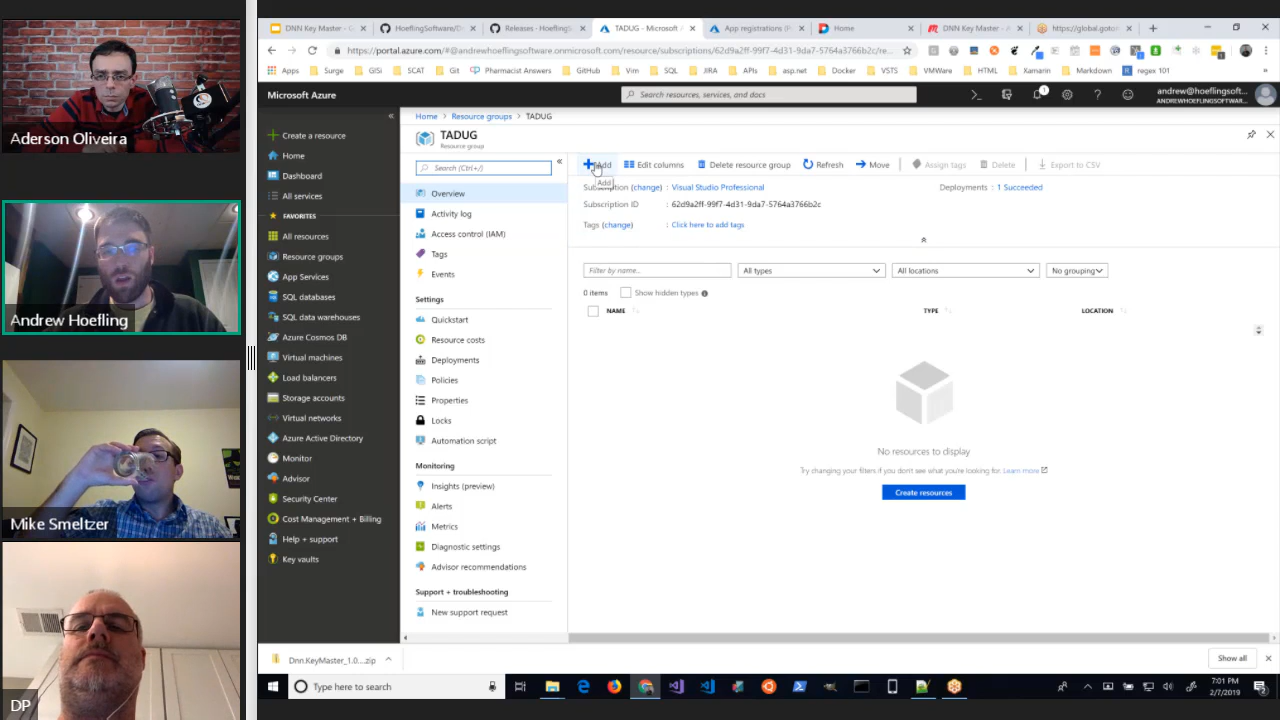 Aderson Oliveira
Andrew Hoefling
Mike Smeltzer
DP
DNN Key Master - G
HoeflingSoftware/D
Releases - HoeflingS
TADUG - Microsoft A
App registrations (
Home
DNN Key Master - P
https://global.goto
https://portal.azure.com/#@andrewhoeflingsoftware.onmicrosoft.com/resource/subscriptions/62d9a2ff-99f7-4d31-9da7-5764a3766b2c/re...
Apps Surge GISi SCAT Git Pharmacist Answers GitHub Vim SQL JIRA APIs asp.net Docker VSTS VMWare HTML Xamarin Markdown regex 101
Microsoft Azure
Search resources, services, and docs
1
andrew@hoeflingsoft...
ANDREWHOEFLINGSOFTWAR...
Create a resource
Home
Dashboard
All services
FAVORITES
All resources
Resource groups
App Services
SQL databases
SQL data warehouses
Azure Cosmos DB
Virtual machines
Load balancers
Storage accounts
Virtual networks
Azure Active Directory
Monitor
Advisor
Security Center
Cost Management + Billing
Help + support
Key vaults
Home > Resource groups > TADUG
TADUG
Resource group
Search (Ctrl+/)
Overview
Activity log
Access control (IAM)
Tags
Events
Settings
Quickstart
Resource costs
Deployments
Policies
Properties
Locks
Automation script
Monitoring
Insights (preview)
Alerts
Metrics
Diagnostic settings
Advisor recommendations
Support + troubleshooting
New support request
Add Edit columns Delete resource group Refresh Move Assign tags Delete Export to CSV
Add
Subscription (change) : Visual Studio Professional
Deployments : 1 Succeeded
Subscription ID : 62d9a2ff-99f7-4d31-9da7-5764a3766b2c
Tags (change) : Click here to add tags
Filter by name... All types All locations No grouping
0 items Show hidden types
NAME TYPE LOCATION
No resources to display
Try changing your filters if you don't see what you're looking for. Learn more
Create resources
Dnn.KeyMaster_1.0....zip
Show all
Type here to search
7:01 PM
2/7/2019